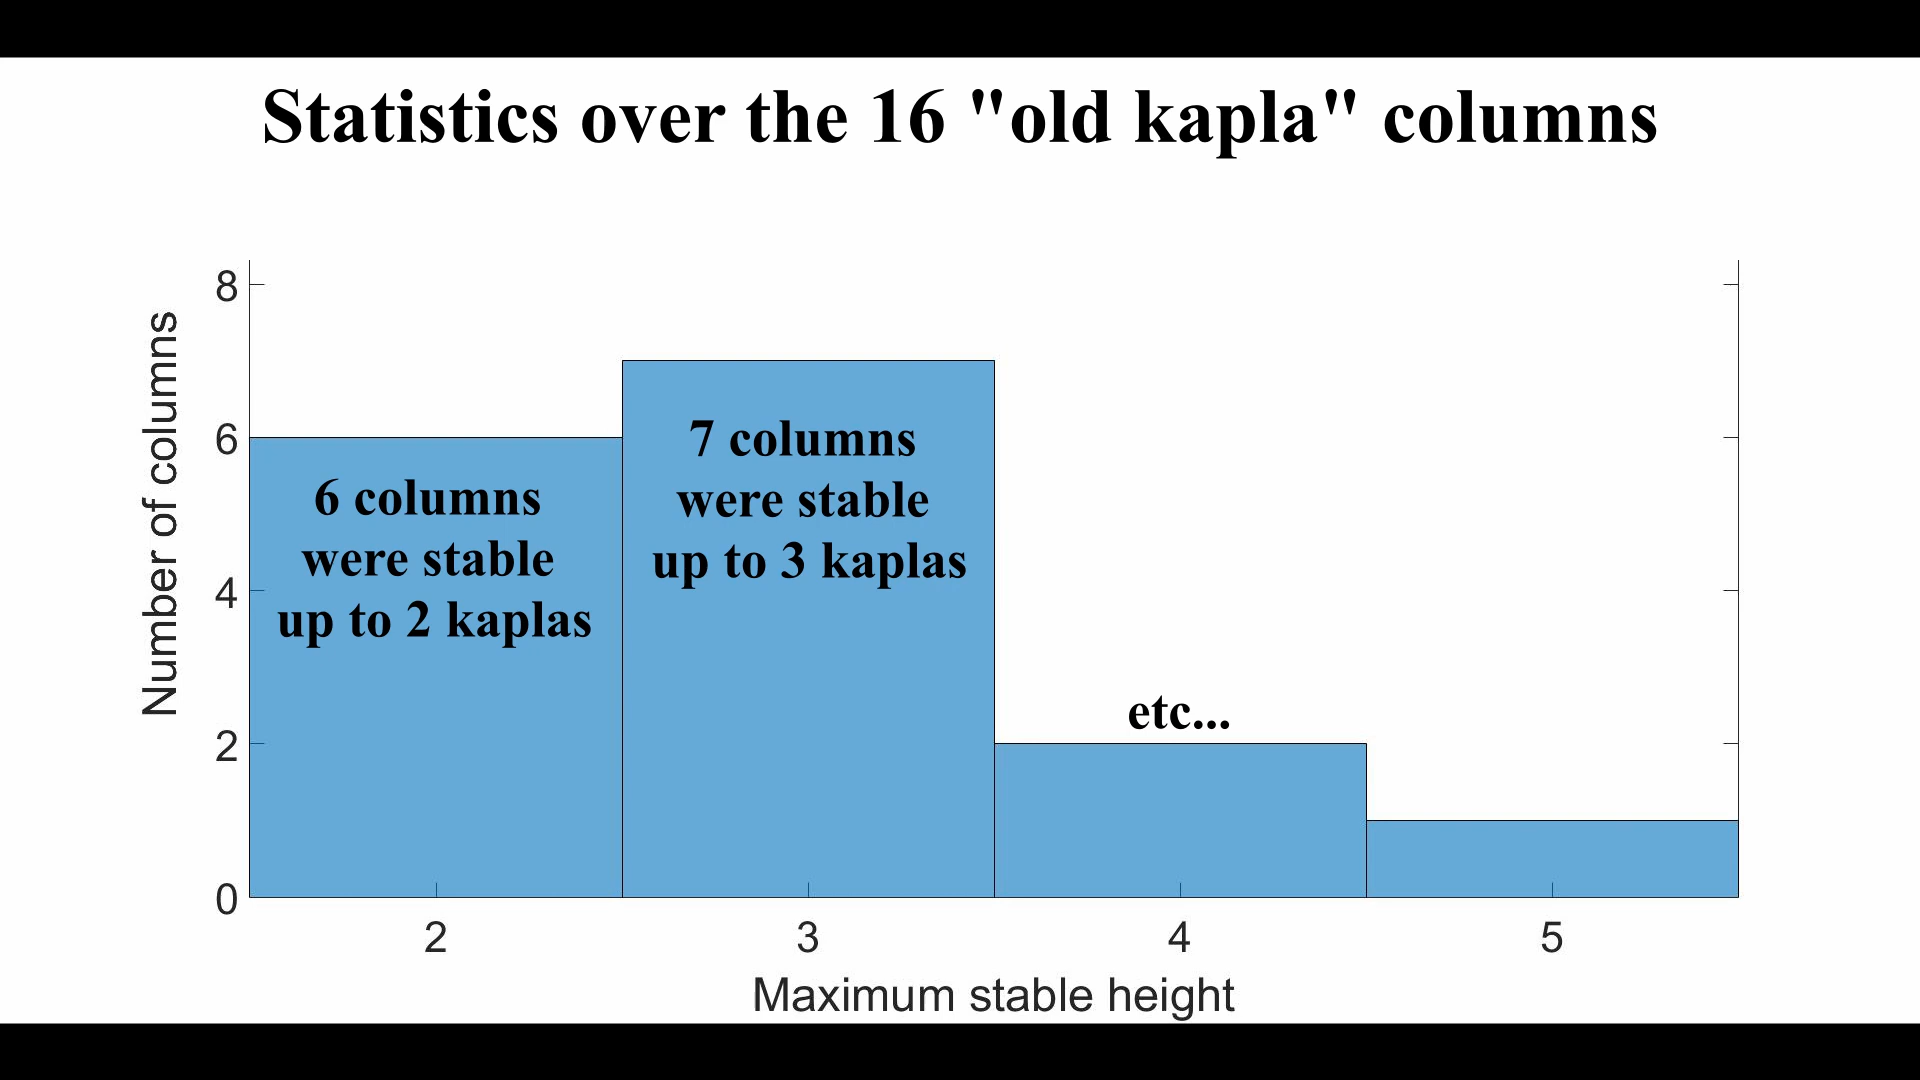 Statistics over the 16 "old kapla" columns
Number of columns
8
6
4
2
0
6 columns
were stable
up to 2 kaplas
7 columns
were stable
up to 3 kaplas
etc...
2
3
4
5
Maximum stable height